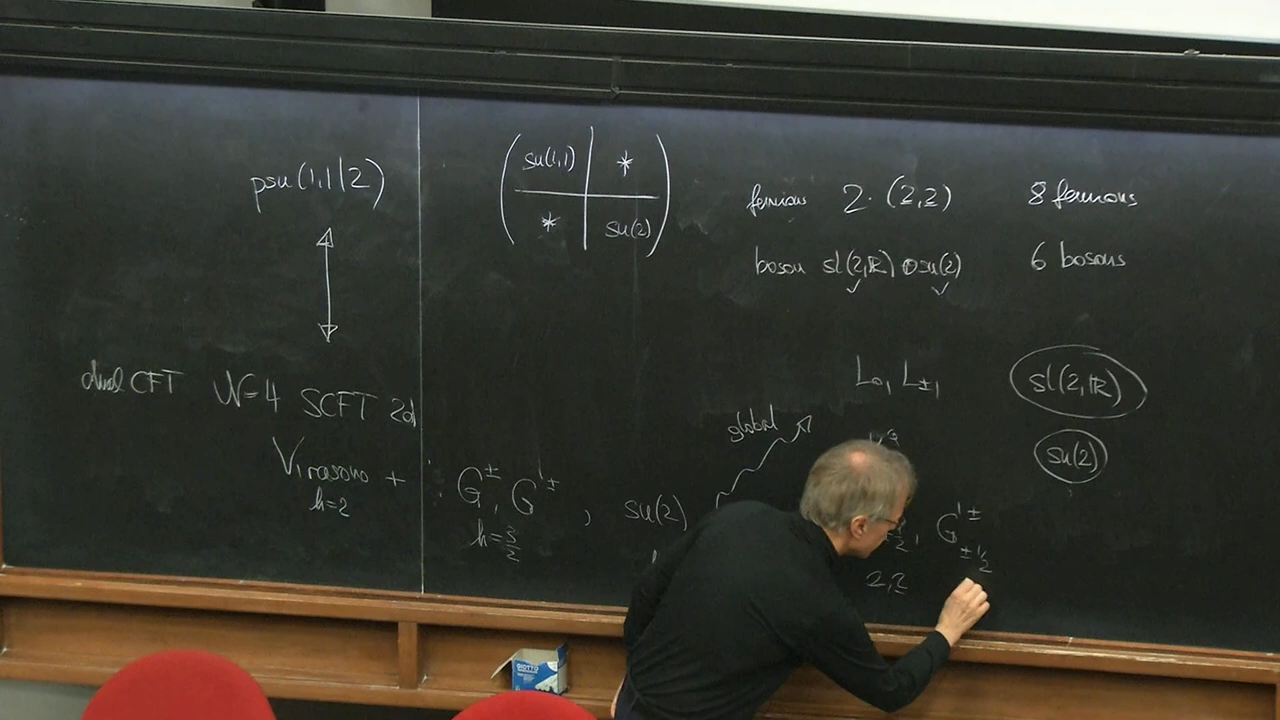 psu(1,1|2)
su(1,1) *
* su(2)
fermions 2·(2,2) 8 fermions
boson sl(2,R) ⊕ su(2) 6 bosons
✓ ✓
dual CFT N=4 SCFT 2d
L₀, L±₁ sl(2,R)
global
su(2)
Virasoro + G±, G'± , su(2)
h=2 h=3/2
G'±±½
2,2
GIOTTO